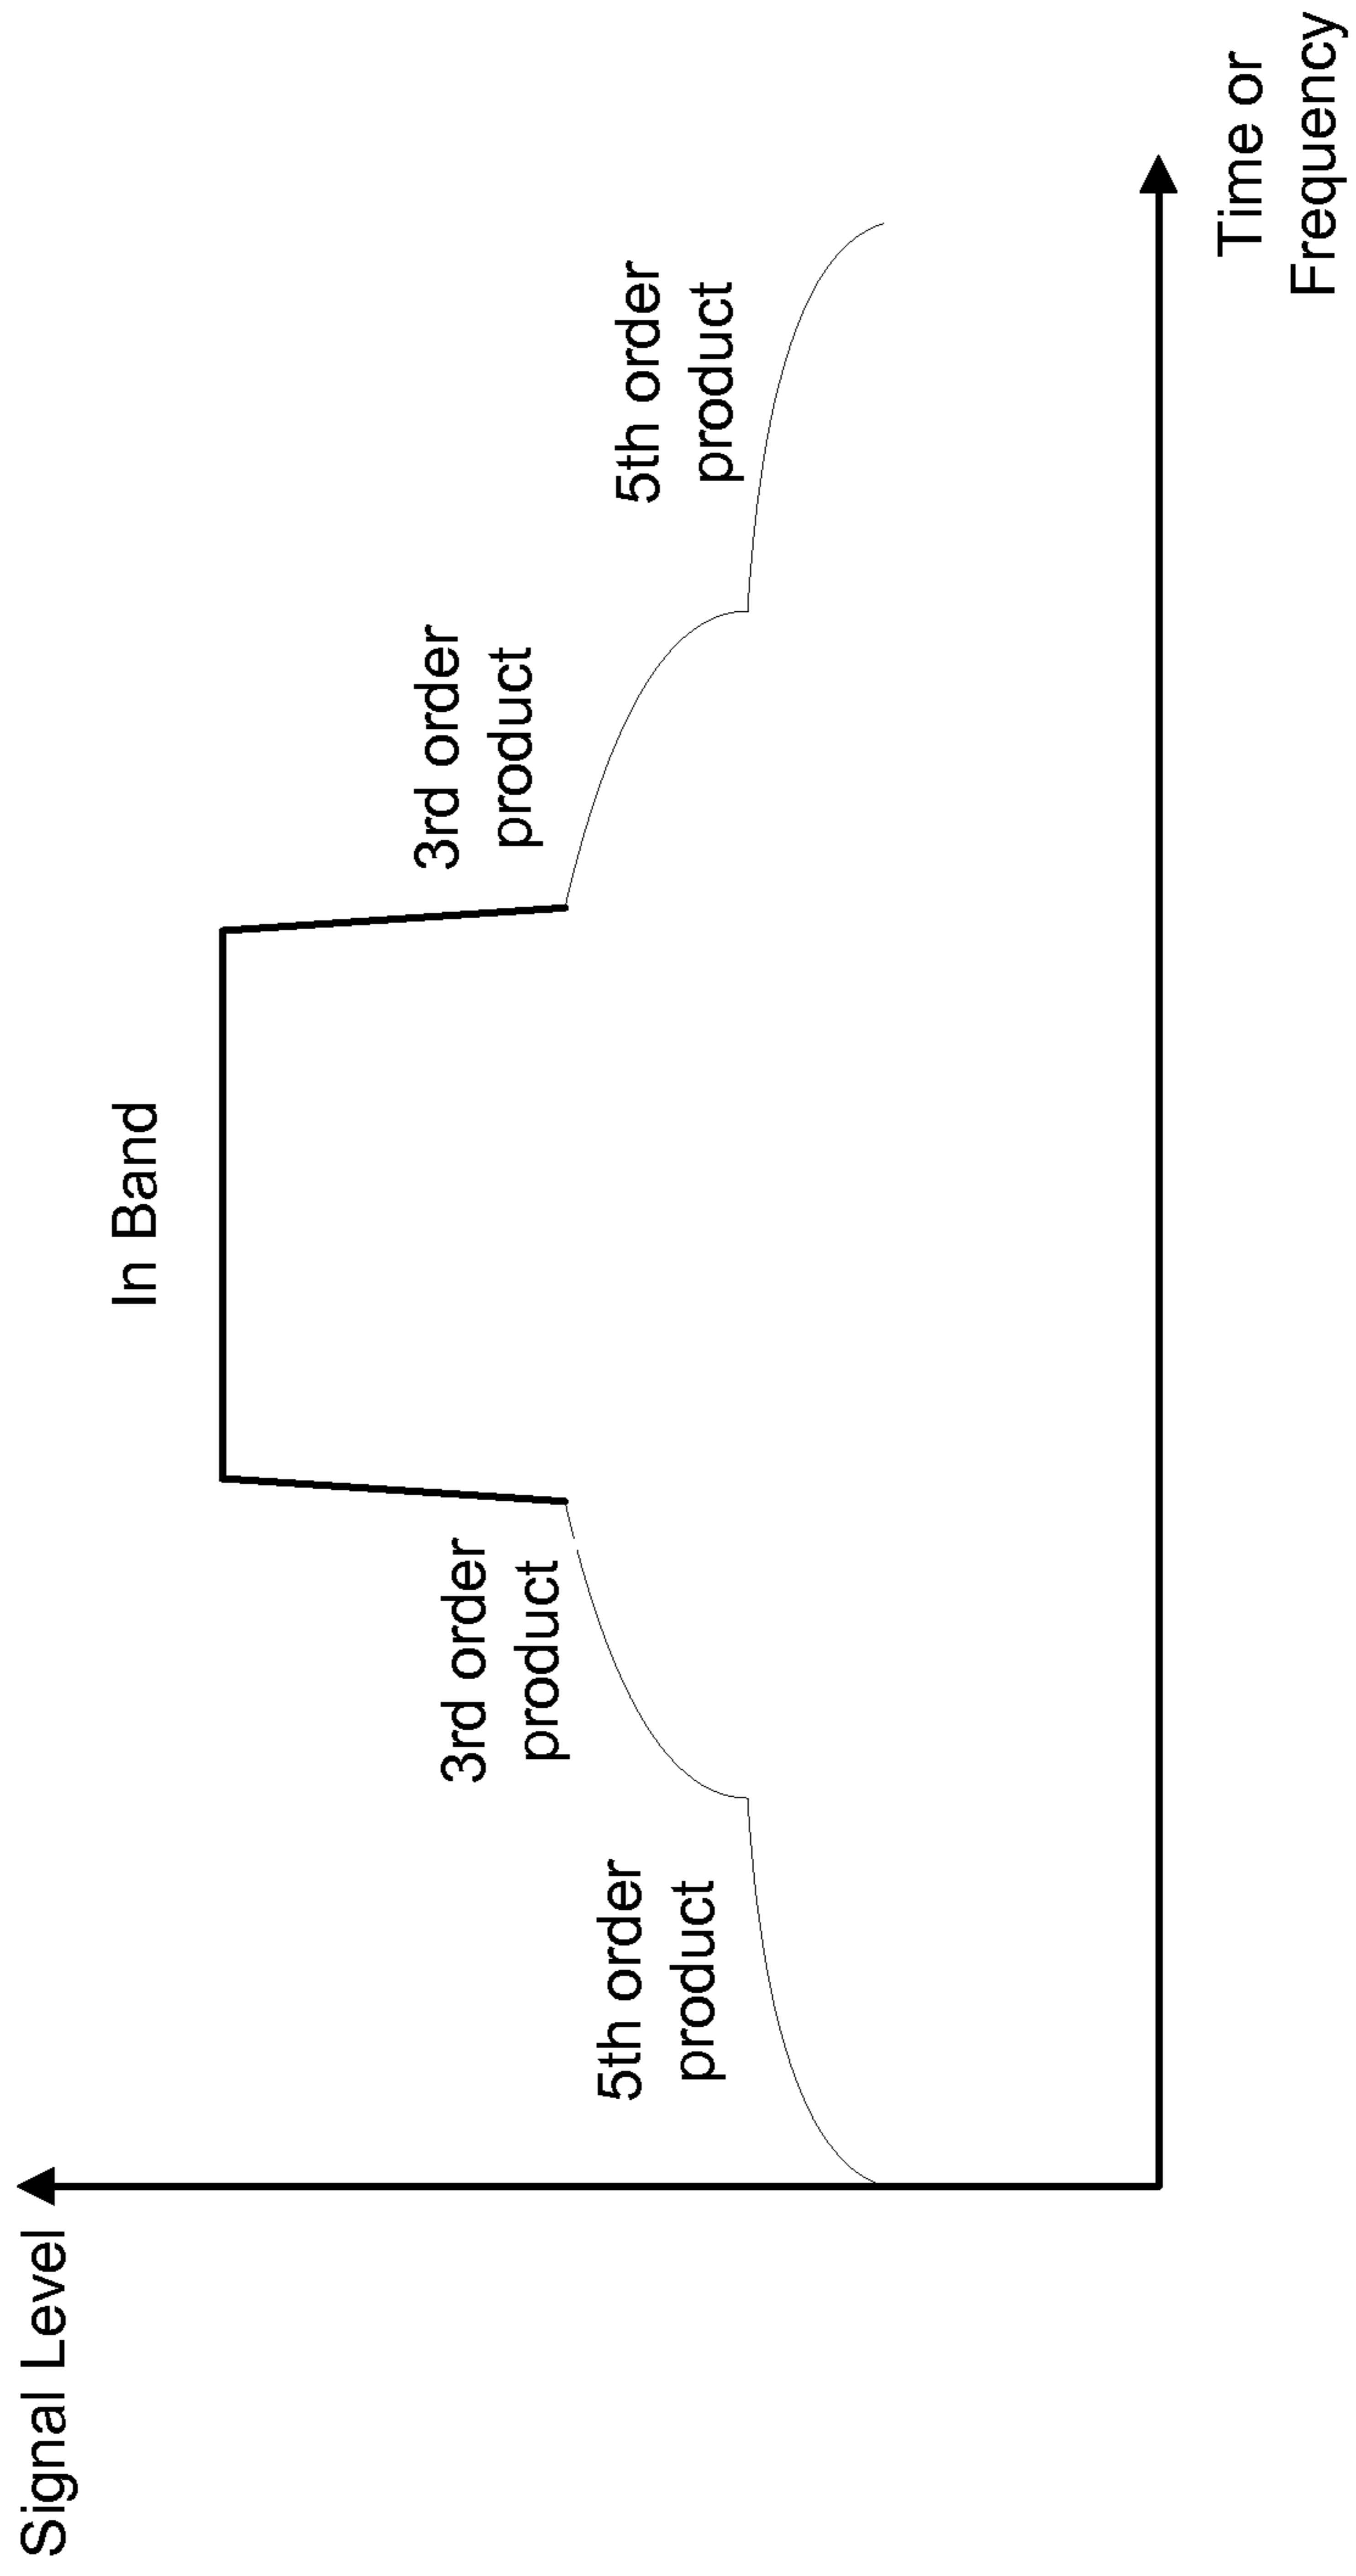 Signal Level
In Band
3rd order
product
3rd order
product
5th order
product
5th order
product
Time or
Frequency